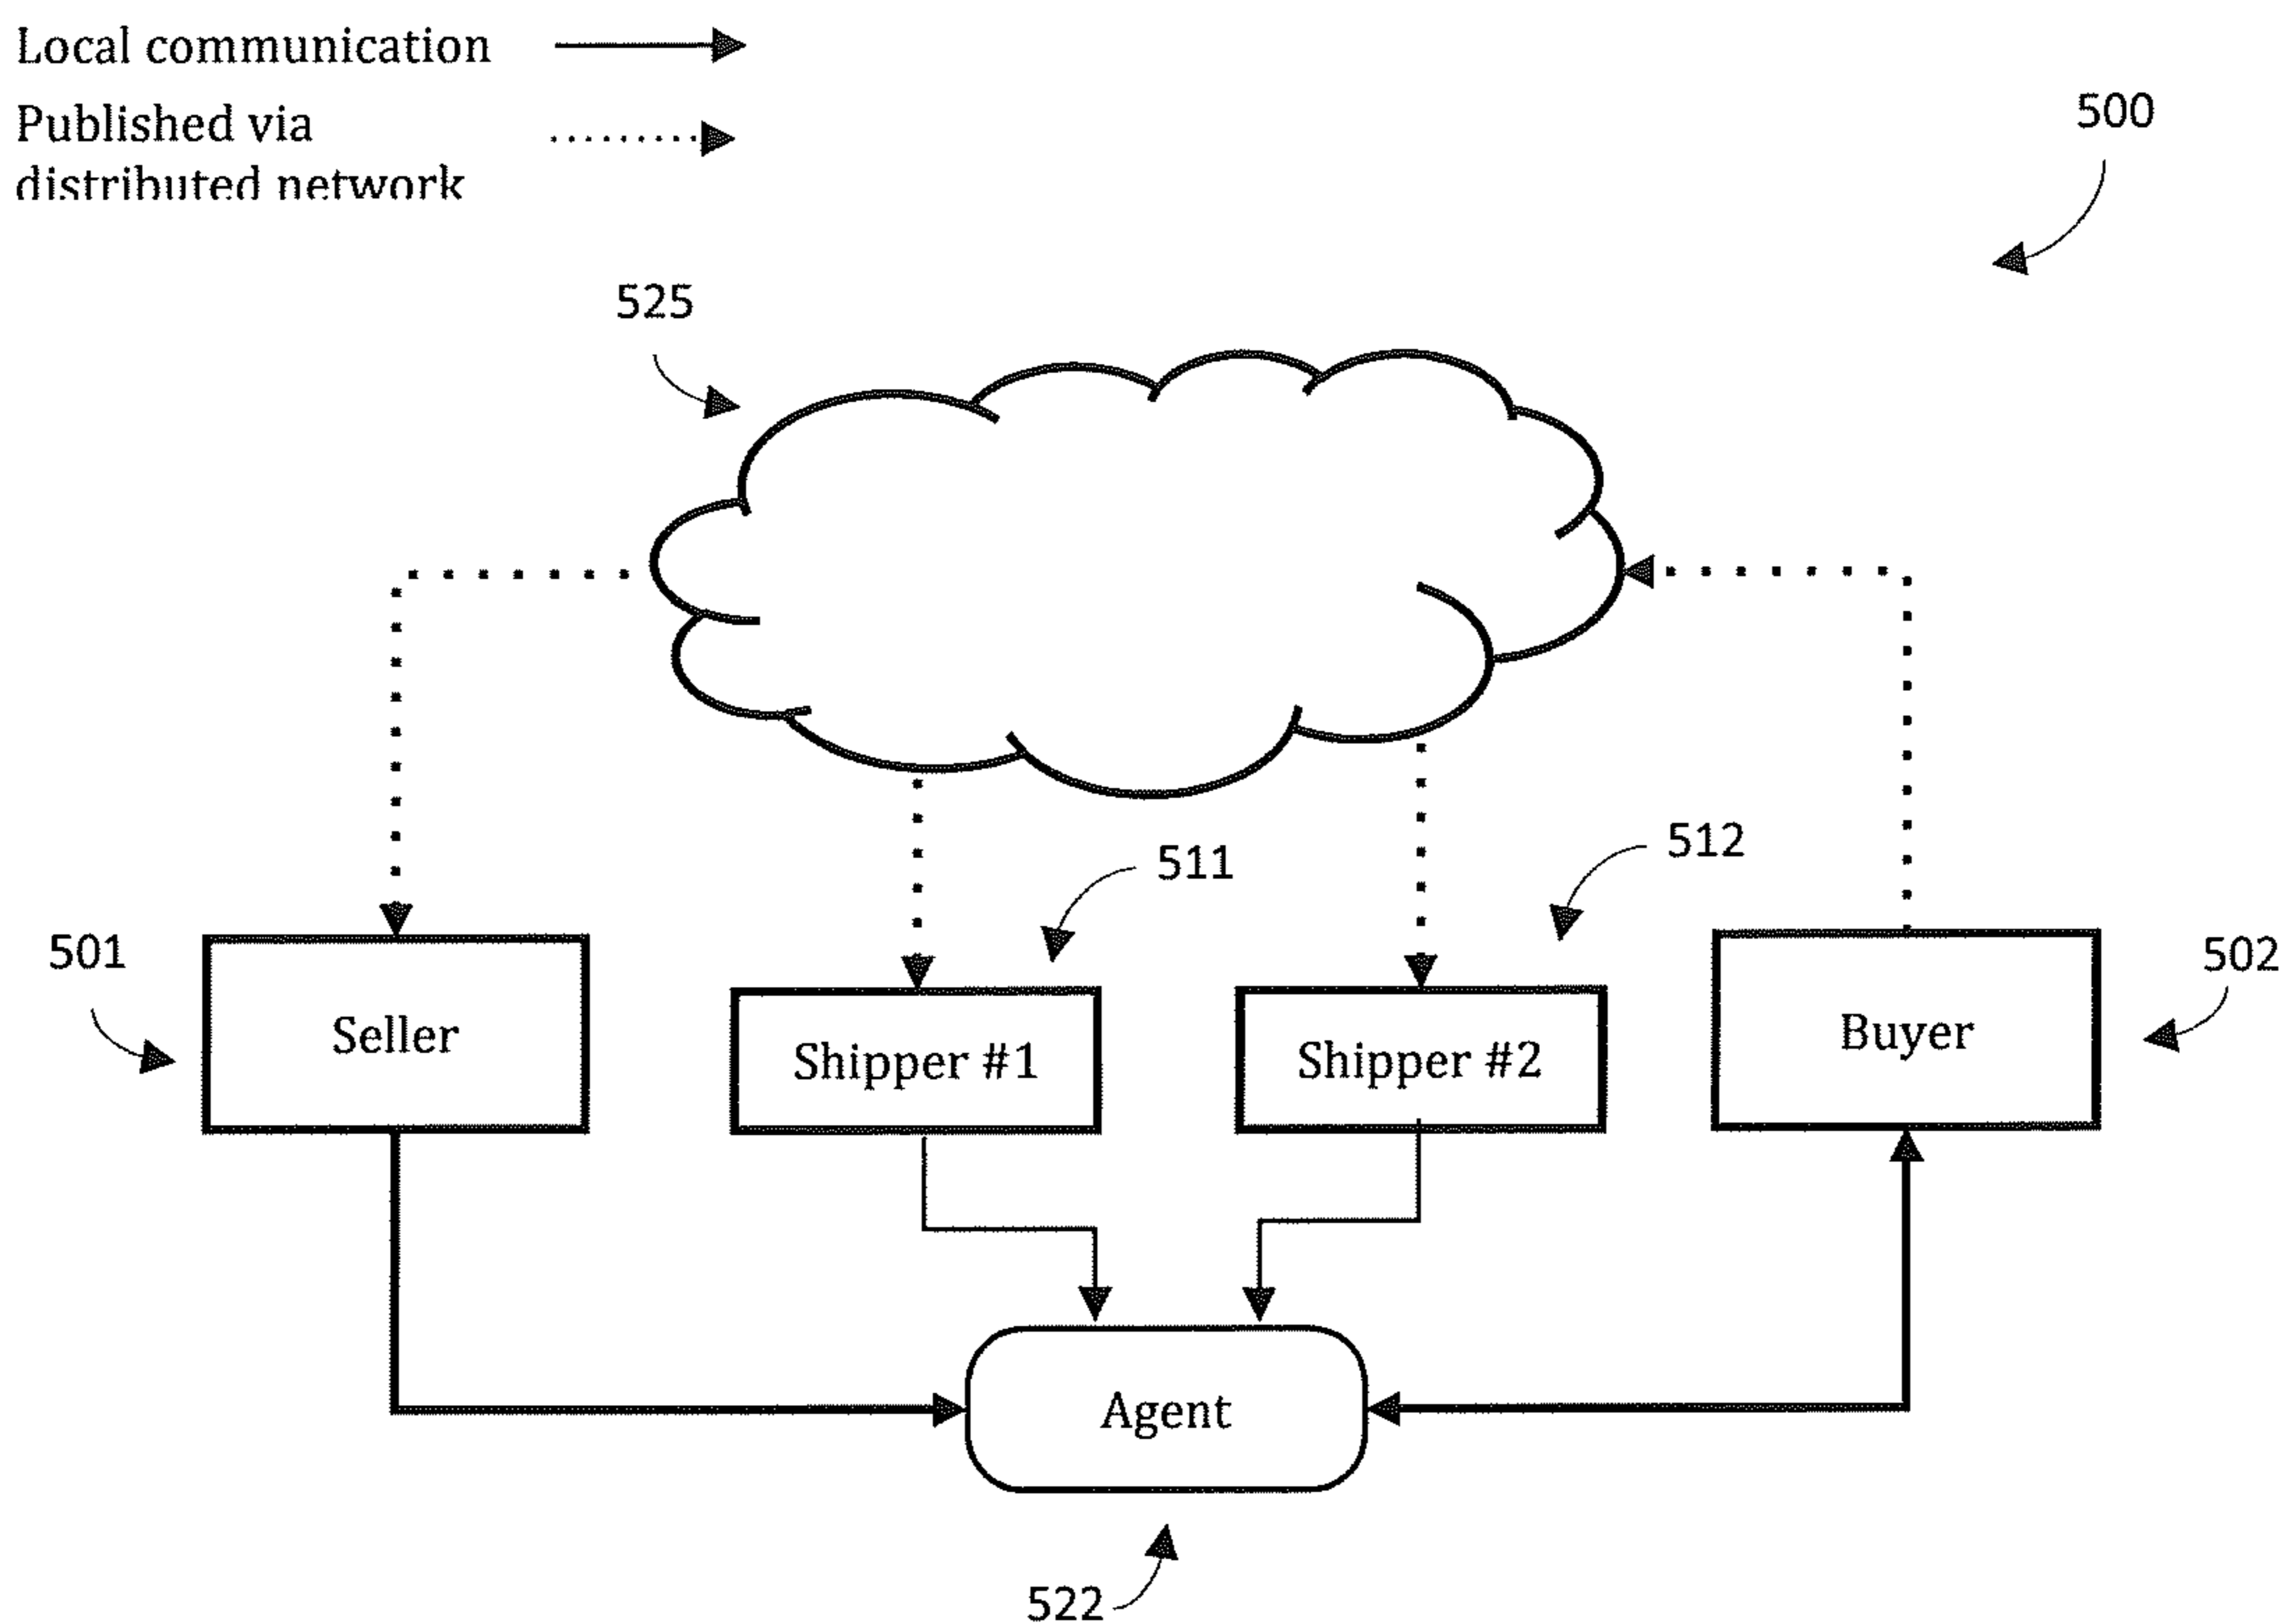 Local communication
Published via
distributed network
500
525
511
512
501
502
Seller
Shipper #1
Shipper #2
Buyer
Agent
522